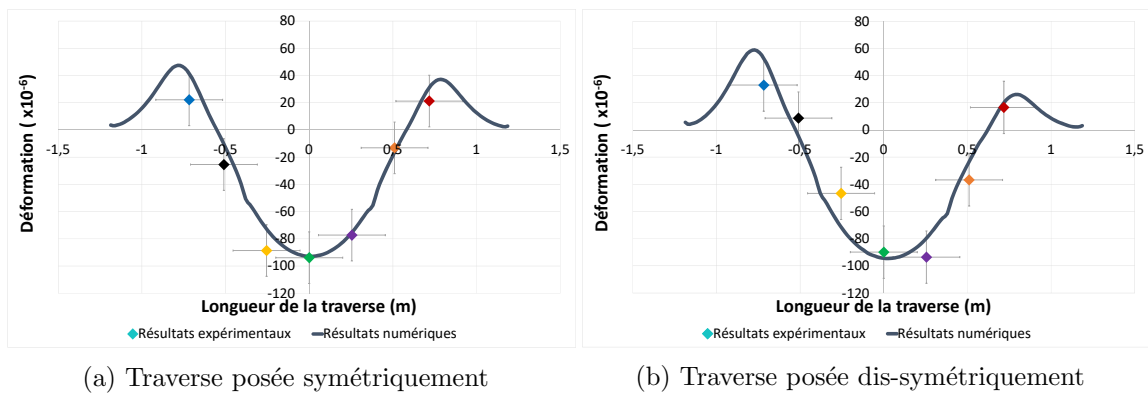 80
60
40
20
0
-20
-40
-60
-80
-100
-120
-1,5 -1 -0,5 0 0,5 1 1,5
Déformation ( x10-6)
Longueur de la traverse (m)
Résultats expérimentaux Résultats numériques
(a) Traverse posée symétriquement
80
60
40
20
0
-20
-40
-60
-80
-100
-120
-1,5 -1 -0,5 0 0,5 1 1,5
Déformation ( x10-6)
Longueur de la traverse (m)
Résultats expérimentaux Résultats numériques
(b) Traverse posée dis-symétriquement